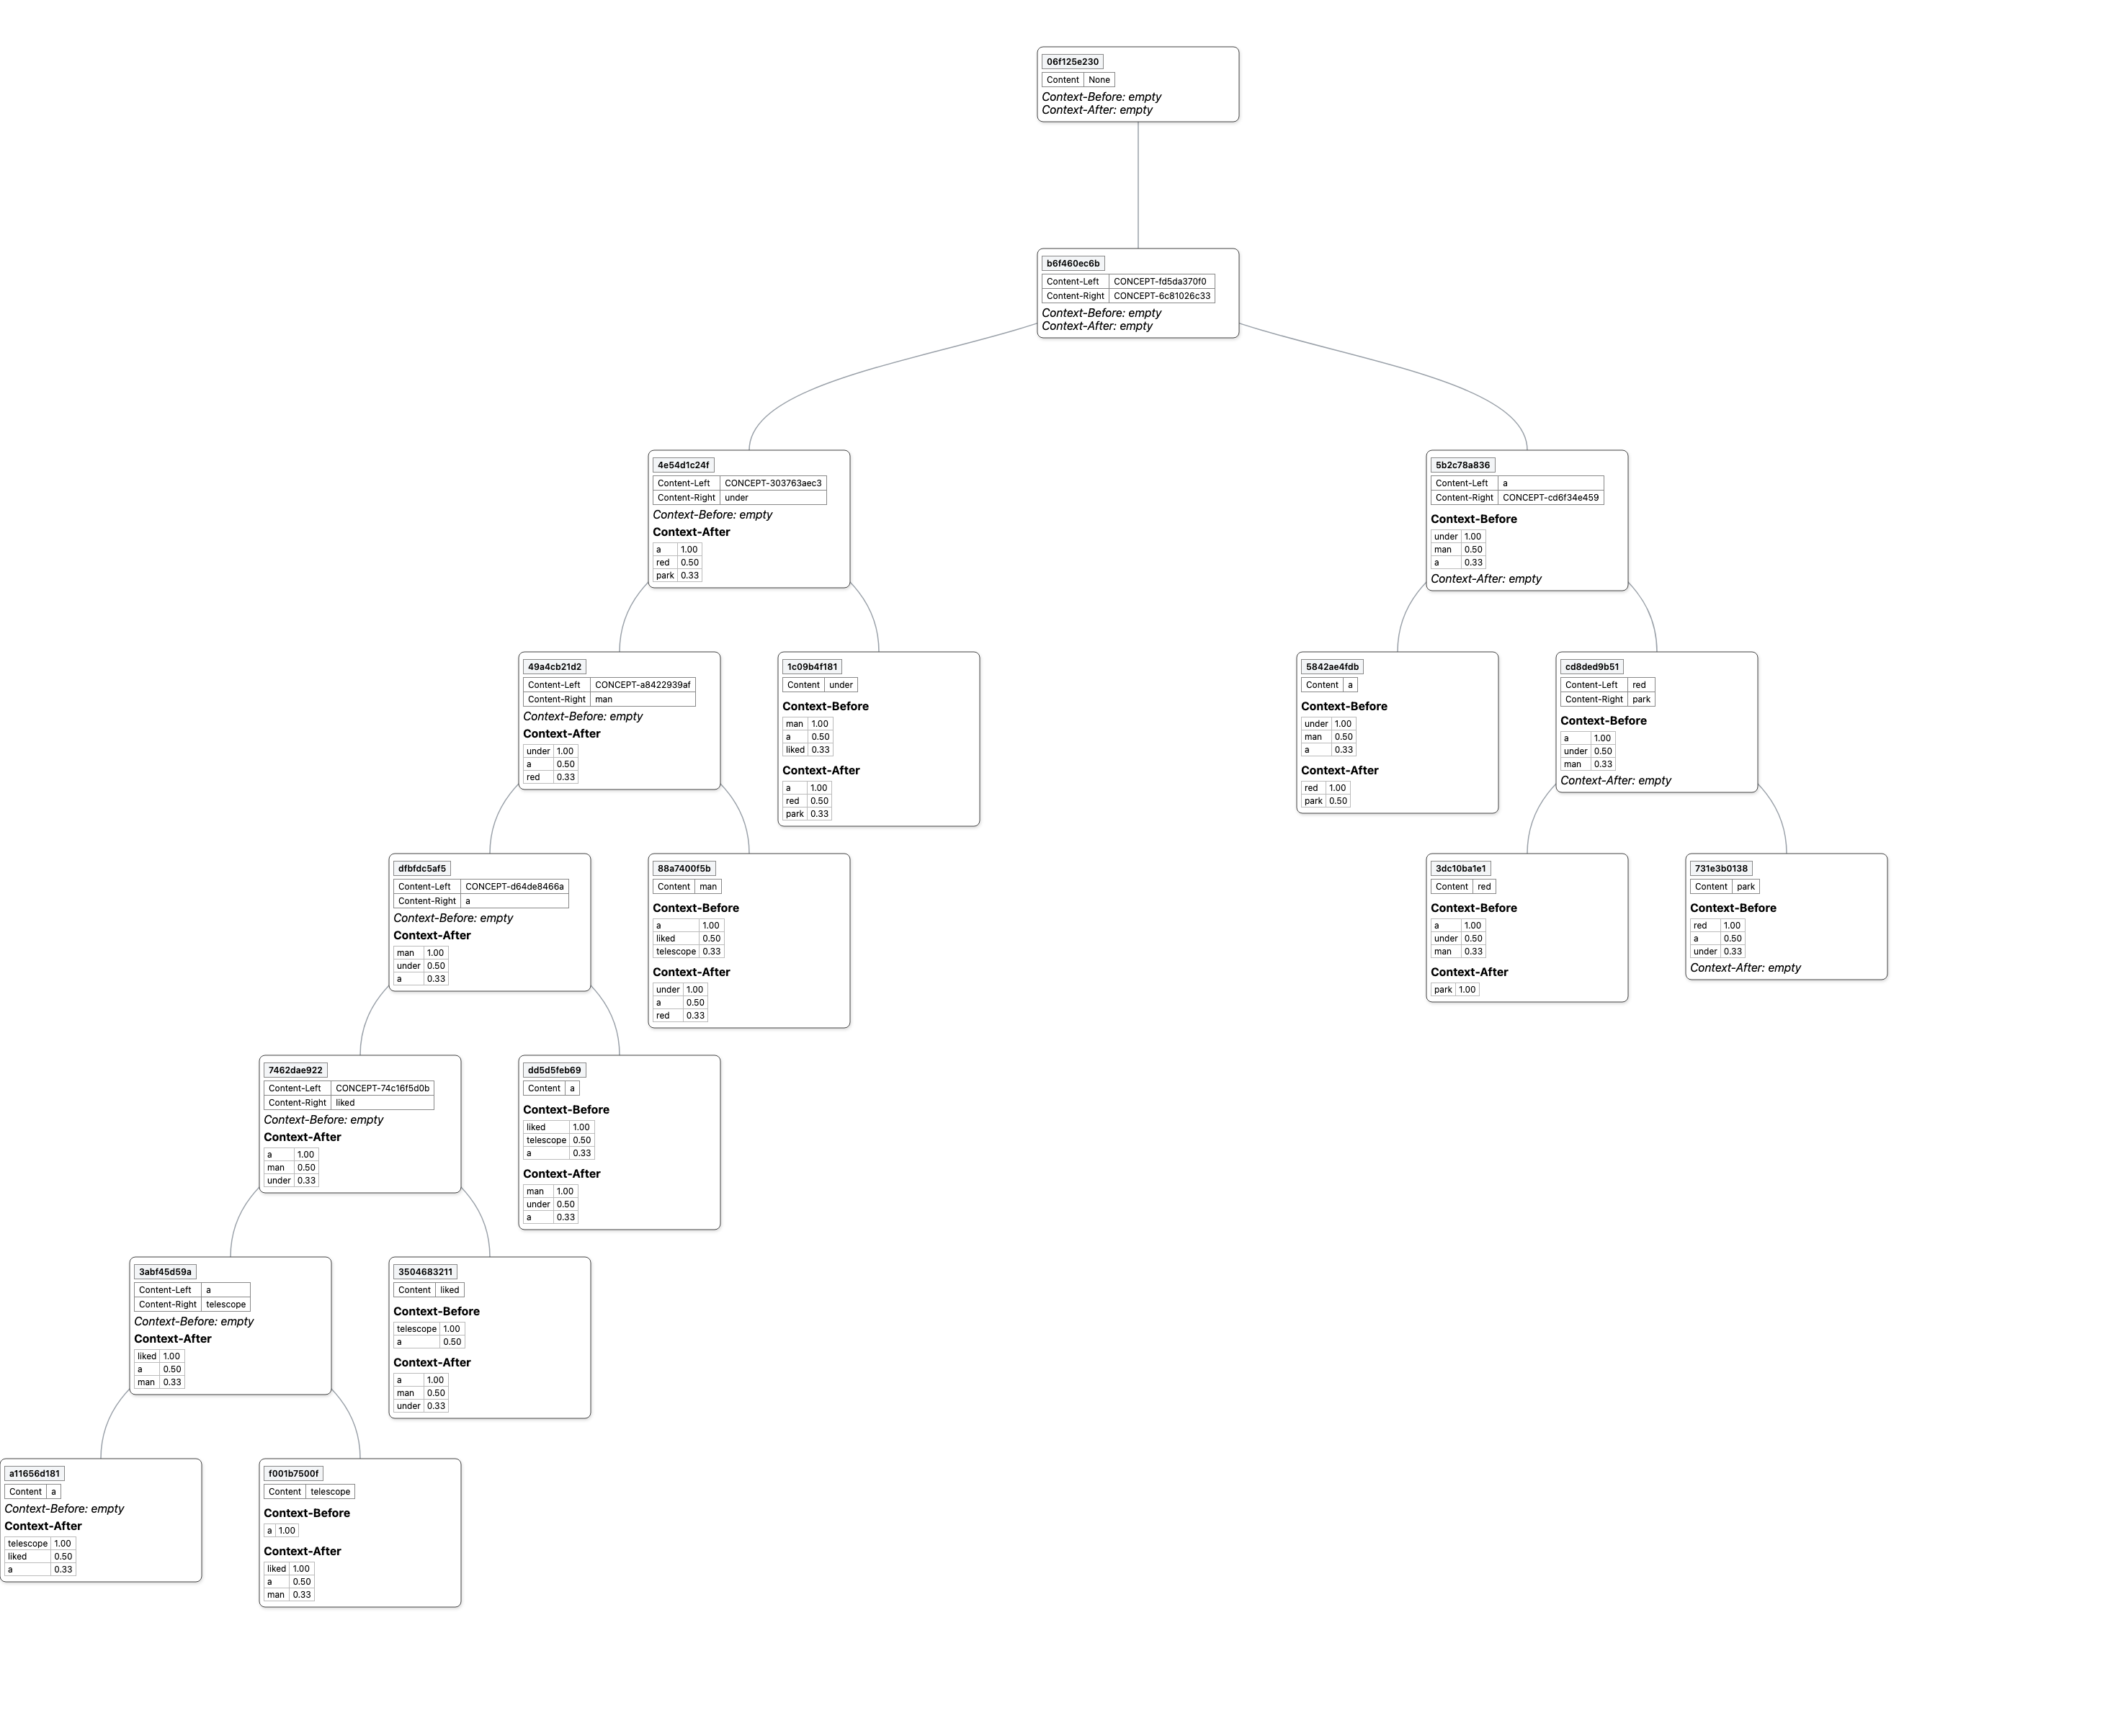 06f125e230
Content None
Context-Before: empty
Context-After: empty
b6f460ec6b
Content-Left CONCEPT-fd5da370f0
Content-Right CONCEPT-6c81026c33
Context-Before: empty
Context-After: empty
4e54d1c24f
Content-Left CONCEPT-303763aec3
Content-Right under
Context-Before: empty
Context-After
a 1.00
red 0.50
park 0.33
5b2c78a836
Content-Left a
Content-Right CONCEPT-cd6f34e459
Context-Before
under 1.00
man 0.50
a 0.33
Context-After: empty
49a4cb21d2
Content-Left CONCEPT-a8422939af
Content-Right man
Context-Before: empty
Context-After
under 1.00
a 0.50
red 0.33
1c09b4f181
Content under
Context-Before
man 1.00
a 0.50
liked 0.33
Context-After
a 1.00
red 0.50
park 0.33
5842ae4fdb
Content a
Context-Before
under 1.00
man 0.50
a 0.33
Context-After
red 1.00
park 0.50
cd8ded9b51
Content-Left red
Content-Right park
Context-Before
a 1.00
under 0.50
man 0.33
Context-After: empty
dfbfdc5af5
Content-Left CONCEPT-d64de8466a
Content-Right a
Context-Before: empty
Context-After
man 1.00
under 0.50
a 0.33
88a7400f5b
Content man
Context-Before
a 1.00
liked 0.50
telescope 0.33
Context-After
under 1.00
a 0.50
red 0.33
3dc10ba1e1
Content red
Context-Before
a 1.00
under 0.50
man 0.33
Context-After
park 1.00
731e3b0138
Content park
Context-Before
red 1.00
a 0.50
under 0.33
Context-After: empty
7462dae922
Content-Left CONCEPT-74c16f5d0b
Content-Right liked
Context-Before: empty
Context-After
a 1.00
man 0.50
under 0.33
dd5d5feb69
Content a
Context-Before
liked 1.00
telescope 0.50
a 0.33
Context-After
man 1.00
under 0.50
a 0.33
3abf45d59a
Content-Left a
Content-Right telescope
Context-Before: empty
Context-After
liked 1.00
a 0.50
man 0.33
3504683211
Content liked
Context-Before
telescope 1.00
a 0.50
Context-After
a 1.00
man 0.50
under 0.33
a11656d181
Content a
Context-Before: empty
Context-After
telescope 1.00
liked 0.50
a 0.33
f001b7500f
Content telescope
Context-Before
a 1.00
Context-After
liked 1.00
a 0.50
man 0.33